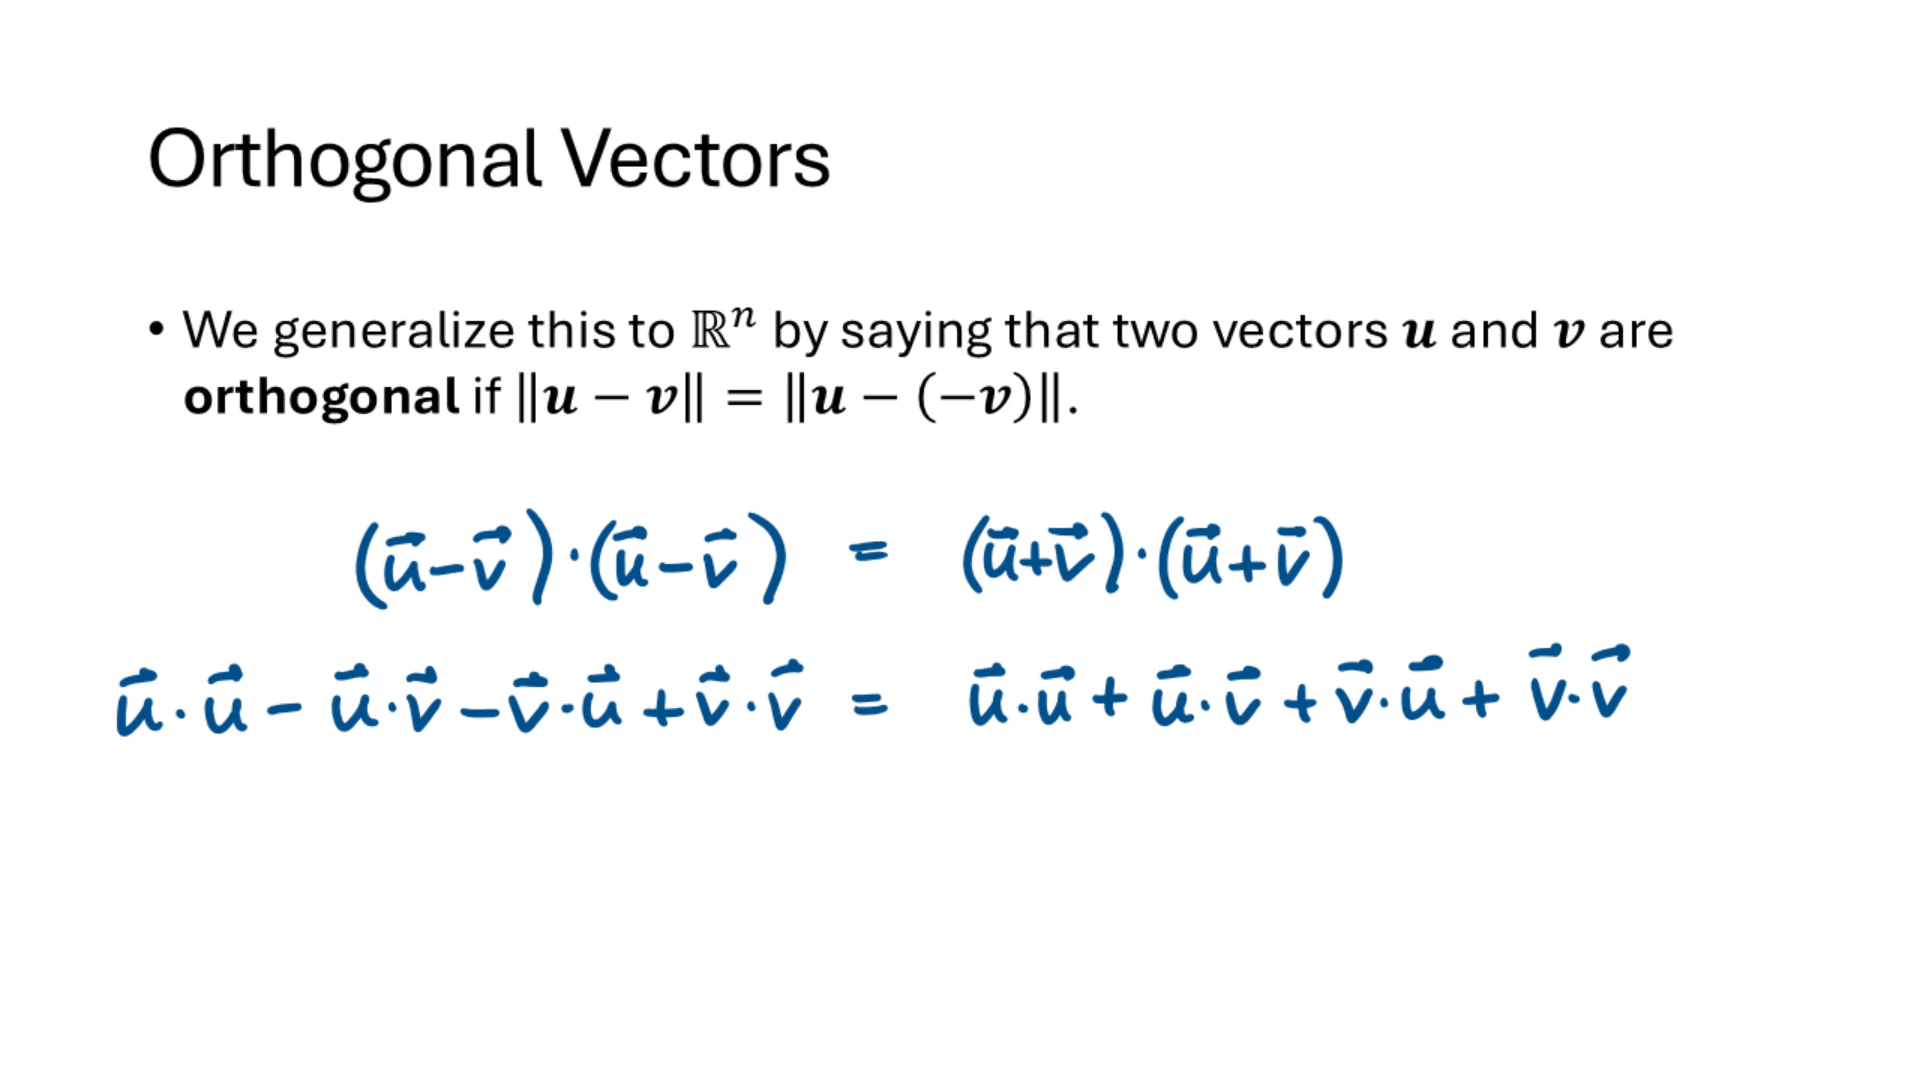 Orthogonal Vectors
• We generalize this to ℝⁿ by saying that two vectors 𝒖 and 𝒗 are
orthogonal if ‖𝒖 − 𝒗‖ = ‖𝒖 − (−𝒗)‖.
(u⃗−v⃗)·(u⃗−v⃗) = (u⃗+v⃗)·(u⃗+v⃗)
u⃗·u⃗ − u⃗·v⃗ − v⃗·u⃗ + v⃗·v⃗ = u⃗·u⃗ + u⃗·v⃗ + v⃗·u⃗ + v⃗·v⃗